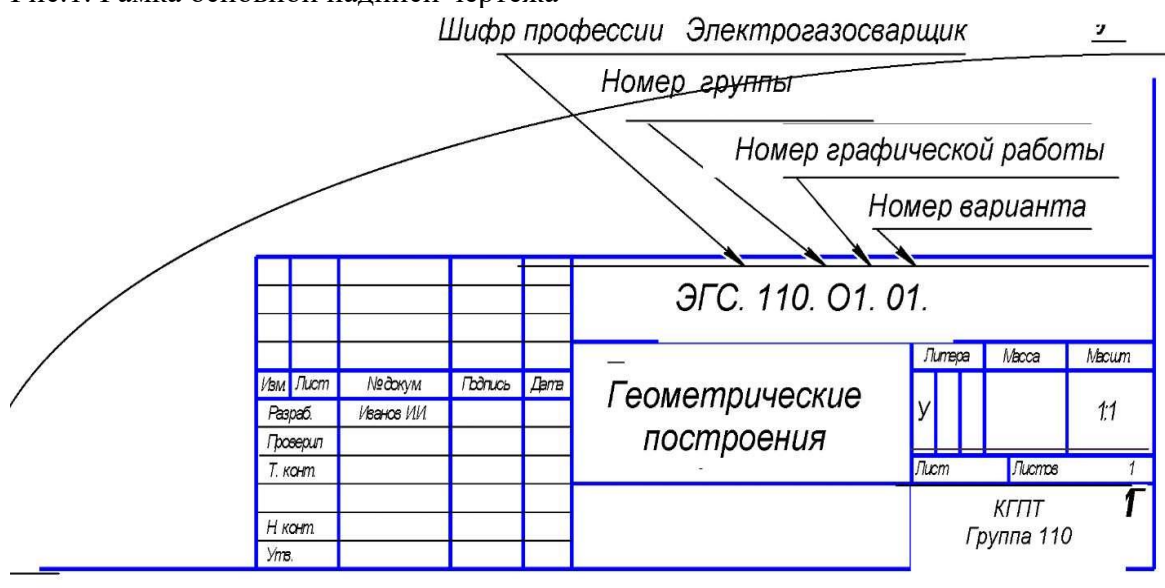 Рис.1. Рамка основной надписи чертежа
Шифр профессии Электрогазосварщик
У
Номер группы
Номер графической работы
Номер варианта
ЭГС. 110. О1. 01.
Литера Масса Масшт
Изм Лист № докум. Подпись Дата
Геометрические
построения
У 1:1
Разраб. Иванов И.И.
Проверил
Т. конт.
Лист Листов 1
Н. конт.
Утв.
КГПТ
Группа 110